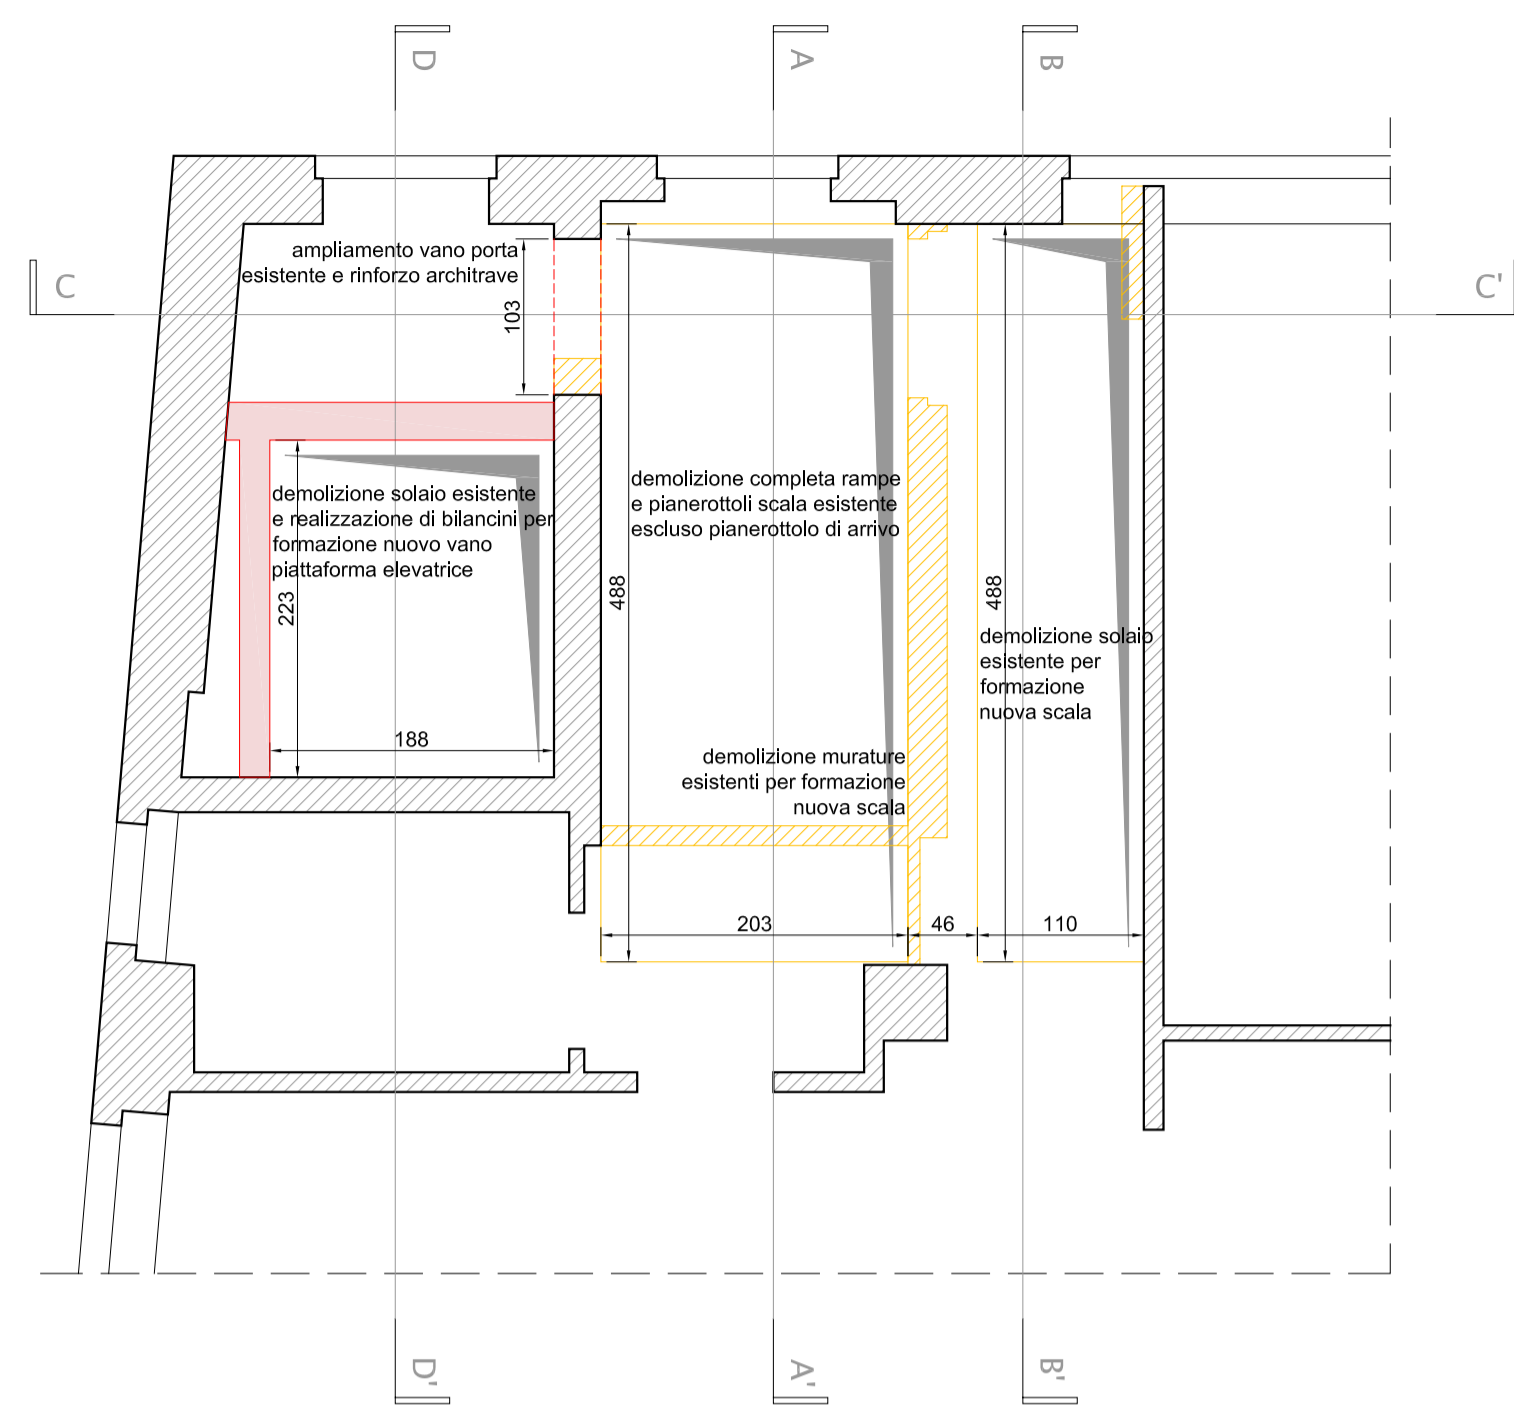 D
A
B
ampliamento vano porta
esistente e rinforzo architrave
C
C'
103
demolizione completa rampe
e pianerottoli scala esistente
escluso pianerottolo di arrivo
demolizione solaio esistente
e realizzazione di bilancini per
formazione nuovo vano
piattaforma elevatrice
223
488
488
demolizione solaio
esistente per
formazione
nuova scala
188
demolizione murature
esistenti per formazione
nuova scala
203
46
110
D'
A'
B'